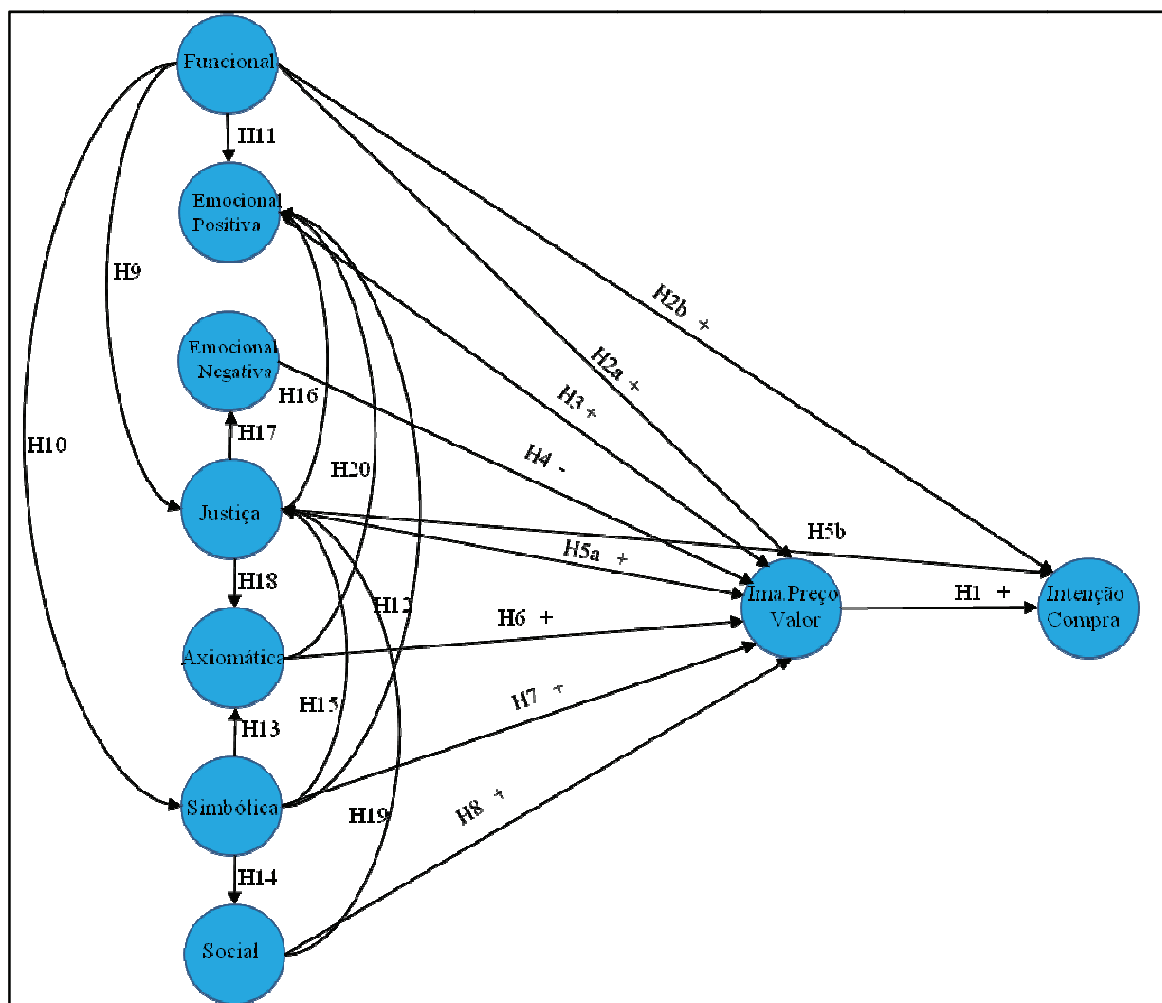 Funcional
H11
Emocional
Positiva
H9
H2b +
H2a +
Emocional
Negativa
H16
H3 +
H17
H10
H20
H4 -
Justiça
H5b
H5a +
H18
H12
Ima.Preço
Valor
H1 +
Intenção
Compra
H6 +
Axiomática
H15
H7 +
H13
Simbótica
H19
H8 +
H14
Social